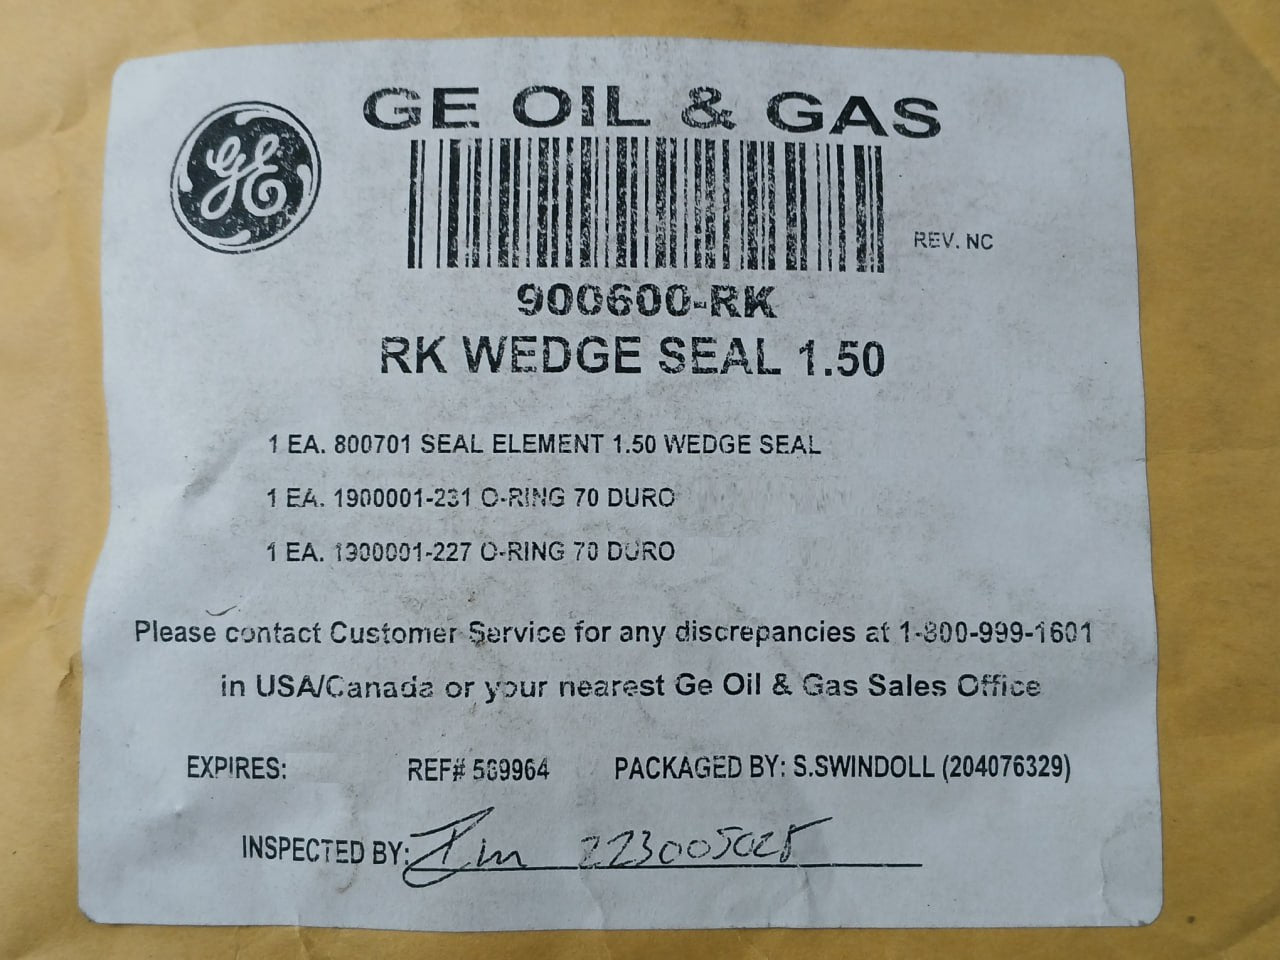 GE OIL & GAS
GE
REV. NC
900600-RK
RK WEDGE SEAL 1.50
1 EA. 800701 SEAL ELEMENT 1.50 WEDGE SEAL
1 EA. 1900001-231 O-RING 70 DURO
1 EA. 1900001-227 O-RING 70 DURO
Please contact Customer Service for any discrepancies at 1-800-999-1601
in USA/Canada or your nearest Ge Oil & Gas Sales Office
EXPIRES: REF# 589964 PACKAGED BY: S.SWINDOLL (204076329)
INSPECTED BY: 223005025